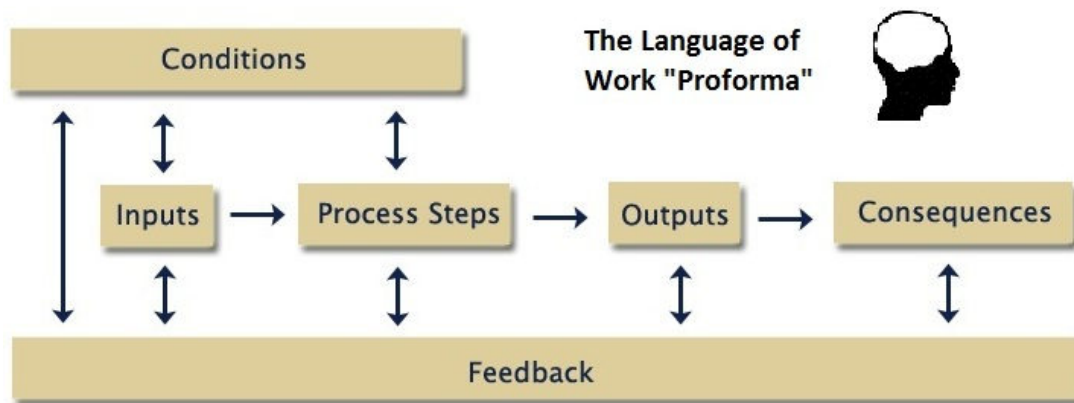 Conditions
The Language of
Work "Proforma"
Inputs
Process Steps
Outputs
Consequences
Feedback